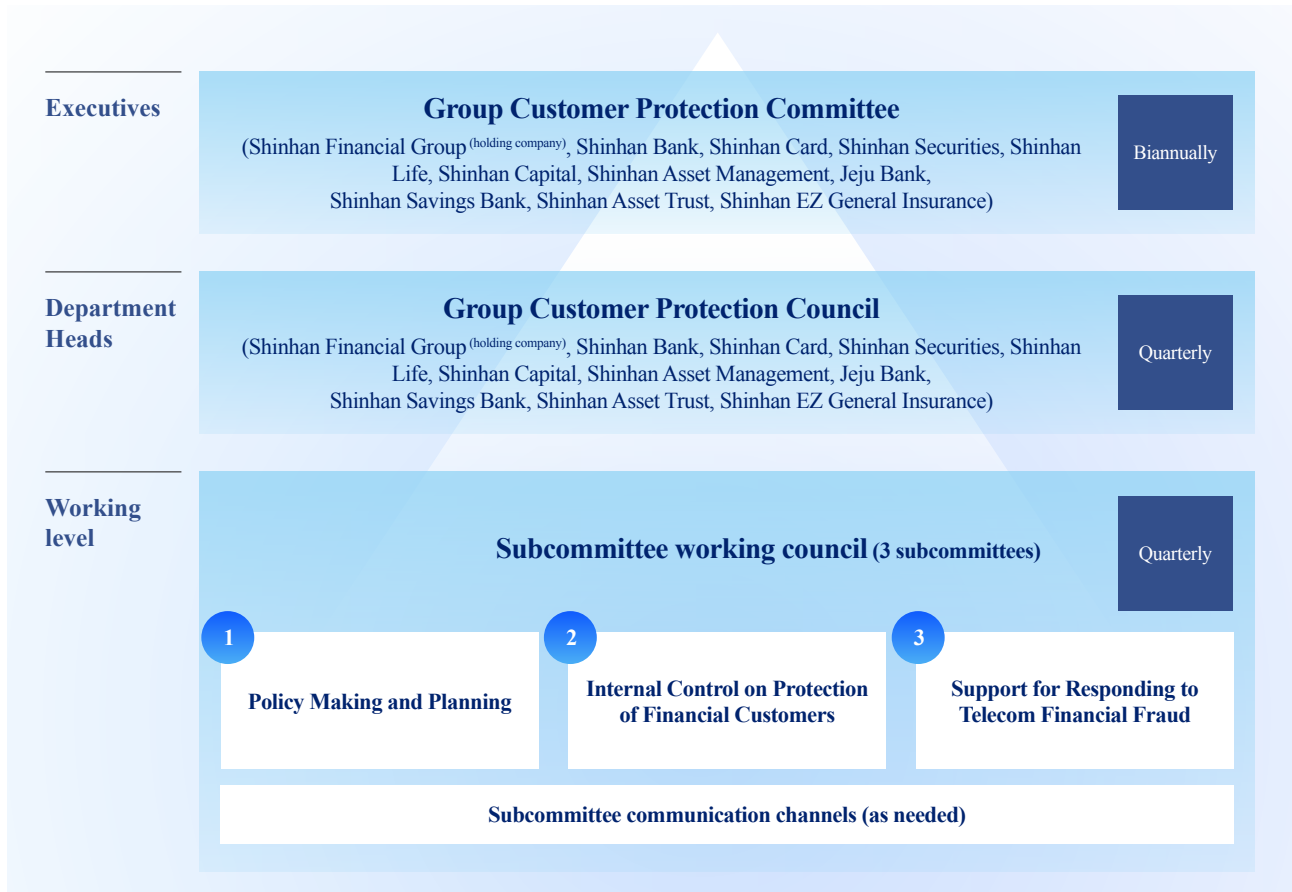 Executives
Group Customer Protection Committee
(Shinhan Financial Group (holding company), Shinhan Bank, Shinhan Card, Shinhan Securities, Shinhan
Life, Shinhan Capital, Shinhan Asset Management, Jeju Bank,
Shinhan Savings Bank, Shinhan Asset Trust, Shinhan EZ General Insurance)
Biannually
Department
Heads
Group Customer Protection Council
(Shinhan Financial Group (holding company), Shinhan Bank, Shinhan Card, Shinhan Securities, Shinhan
Life, Shinhan Capital, Shinhan Asset Management, Jeju Bank,
Shinhan Savings Bank, Shinhan Asset Trust, Shinhan EZ General Insurance)
Quarterly
Working
level
Subcommittee working council (3 subcommittees)
Quarterly
1
Policy Making and Planning
2
Internal Control on Protection
of Financial Customers
3
Support for Responding to
Telecom Financial Fraud
Subcommittee communication channels (as needed)